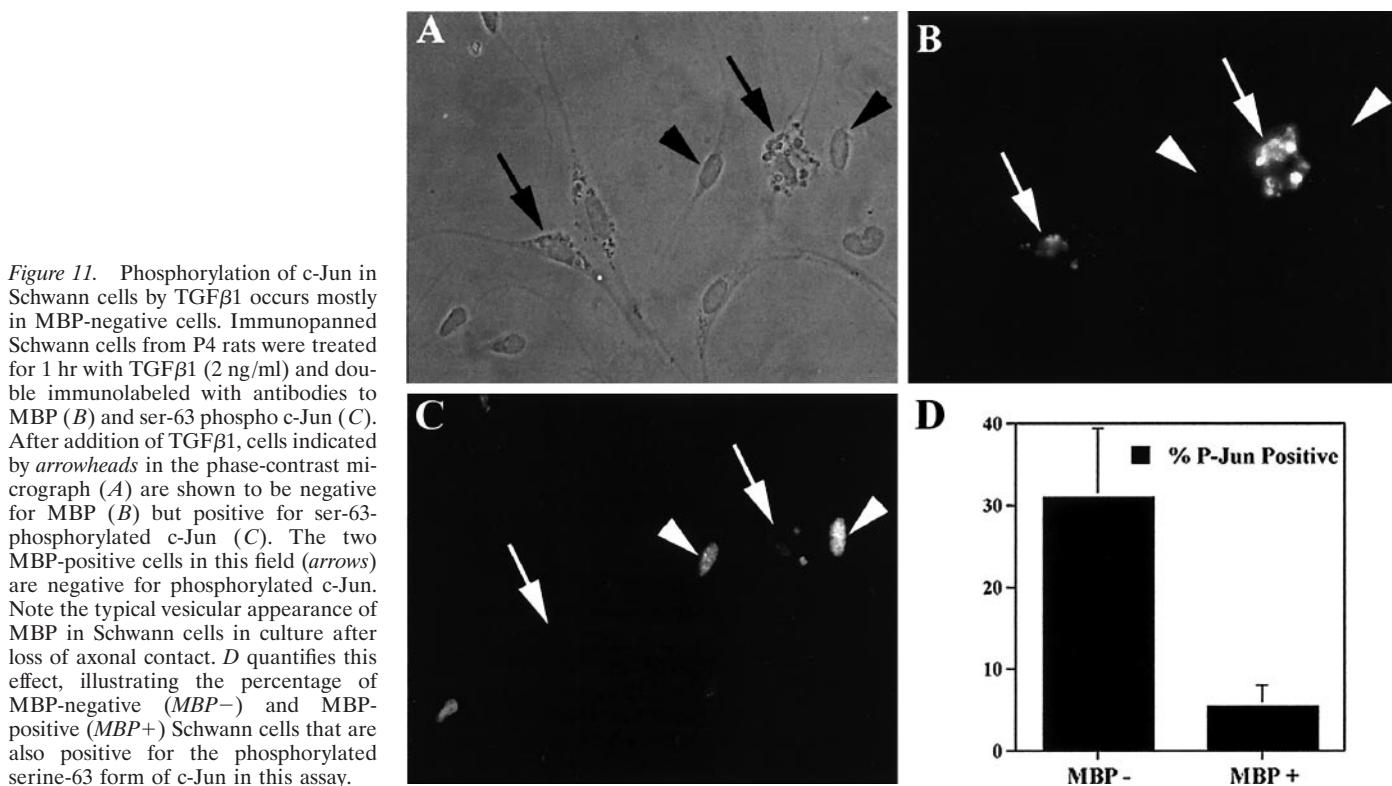 Figure 11. Phosphorylation of c-Jun in
Schwann cells by TGFβ1 occurs mostly
in MBP-negative cells. Immunopanned
Schwann cells from P4 rats were treated
for 1 hr with TGFβ1 (2 ng/ml) and dou-
ble immunolabeled with antibodies to
MBP (B) and ser-63 phospho c-Jun (C).
After addition of TGFβ1, cells indicated
by arrowheads in the phase-contrast mi-
crograph (A) are shown to be negative
for MBP (B) but positive for ser-63-
phosphorylated c-Jun (C). The two
MBP-positive cells in this field (arrows)
are negative for phosphorylated c-Jun.
Note the typical vesicular appearance of
MBP in Schwann cells in culture after
loss of axonal contact. D quantifies this
effect, illustrating the percentage of
MBP-negative (MBP−) and MBP-
positive (MBP+) Schwann cells that are
also positive for the phosphorylated
serine-63 form of c-Jun in this assay.
A
B
C
D
% P-Jun Positive
40
30
20
10
0
MBP -
MBP +